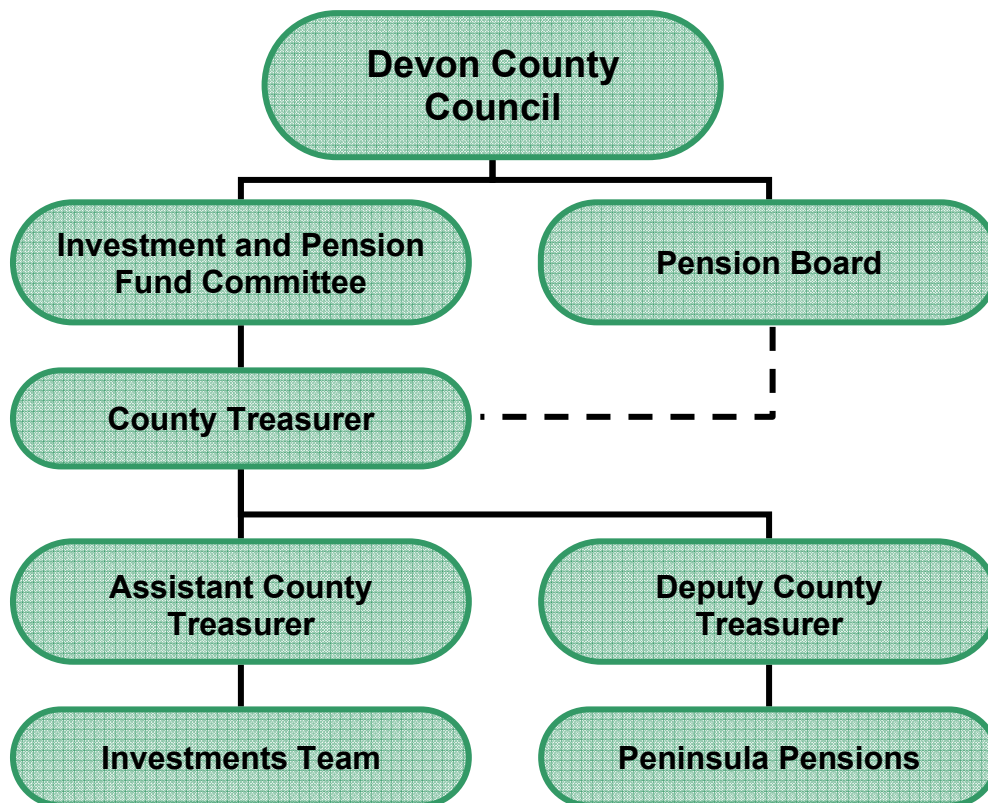 Devon County
Council
Investment and Pension
Fund Committee
Pension Board
County Treasurer
Assistant County
Treasurer
Deputy County
Treasurer
Investments Team
Peninsula Pensions